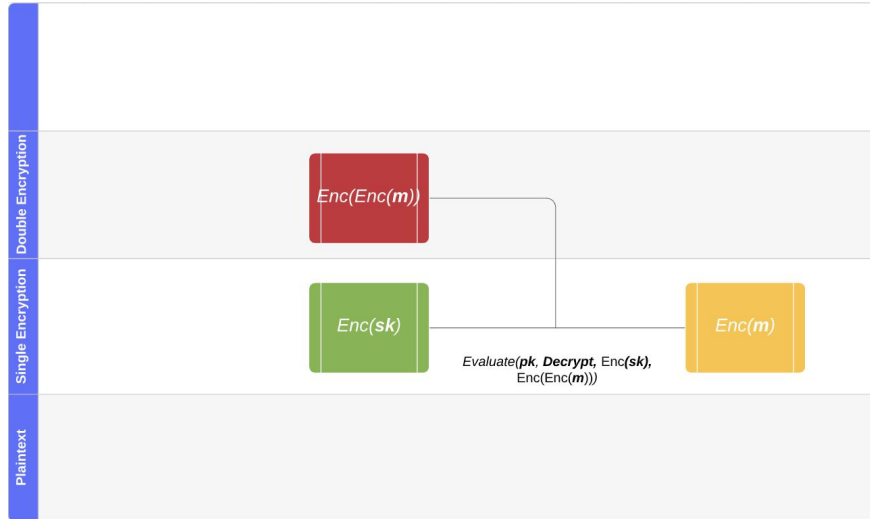 Double Encryption
Enc(Enc(m))
Single Encryption
Enc(sk)
Enc(m)
Evaluate(pk, Decrypt, Enc(sk),
Enc(Enc(m)))
Plaintext